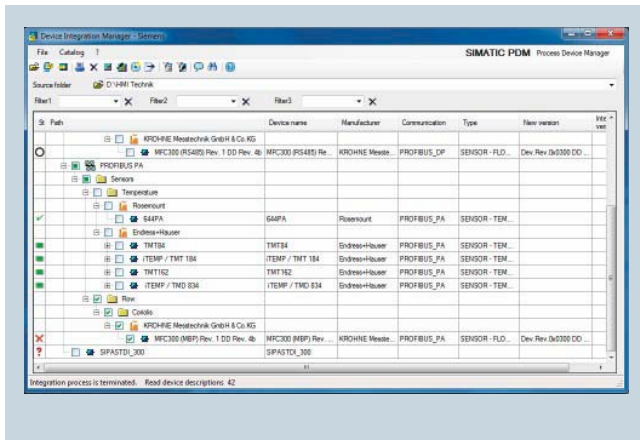 Device Integration Manager - Siemens
File Catalog ?
SIMATIC PDM Process Device Manager
Source folder D:\HMI Technik
Filter1 Filter2 Filter3
St Path Device name Manufacturer Communication Type New version Inte ver
KROHNE Messtechnik GmbH & Co. KG
MFC300 (RS485) Rev. 1 DD Rev. 4b MFC300 (RS485) Re... KROHNE Messte... PROFIBUS_DP SENSOR - FLO... Dev.Rev.0x0300 DD ...
PROFIBUS PA
Sensors
Temperature
Rosemount
644PA 644PA Rosemount PROFIBUS_PA SENSOR - TEM...
Endress+Hauser
TMT84 TMT84 Endress+Hauser PROFIBUS_PA SENSOR - TEM...
iTEMP / TMT 184 iTEMP / TMT 184 Endress+Hauser PROFIBUS_PA SENSOR - TEM...
TMT162 TMT162 Endress+Hauser PROFIBUS_PA SENSOR - TEM...
iTEMP / TMD 834 iTEMP / TMD 834 Endress+Hauser PROFIBUS_PA SENSOR - TEM...
Flow
Coriolis
KROHNE Messtechnik GmbH & Co. KG
MFC300 (MBP) Rev. 1 DD Rev. 4b MFC300 (MBP) Rev. ... KROHNE Messte... PROFIBUS_PA SENSOR - FLO... Dev.Rev.0x0300 DD ...
? SIPASTDI_300 SIPASTDI_300
Integration process is terminated. Read device descriptions 42